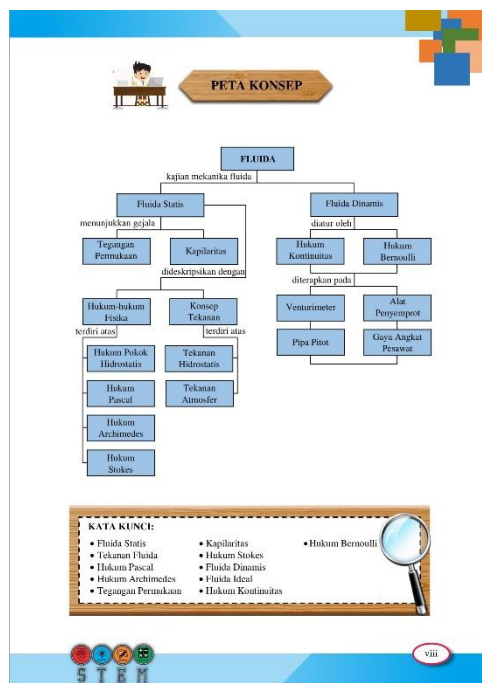 PETA KONSEP
FLUIDA
kajian mekanika fluida
Fluida Statis
Fluida Dinamis
menunjukkan gejala
diatur oleh
Tegangan
Permukaan
Kapilaritas
Hukum
Kontinuitas
Hukum
Bernoulli
dideskripsikan dengan
diterapkan pada
Hukum-hukum
Fisika
Konsep
Tekanan
Venturimeter
Alat
Penyemprot
terdiri atas
terdiri atas
Hukum Pokok
Hidrostatis
Tekanan
Hidrostatis
Pipa Pitot
Gaya Angkat
Pesawat
Hukum
Pascal
Tekanan
Atmosfer
Hukum
Archimedes
Hukum
Stokes
KATA KUNCI:
• Fluida Statis
• Tekanan Fluida
• Hukum Pascal
• Hukum Archimedes
• Tegangan Permukaan
• Kapilaritas
• Hukum Stokes
• Fluida Dinamis
• Fluida Ideal
• Hukum Kontinuitas
• Hukum Bernoulli
STEM
viii